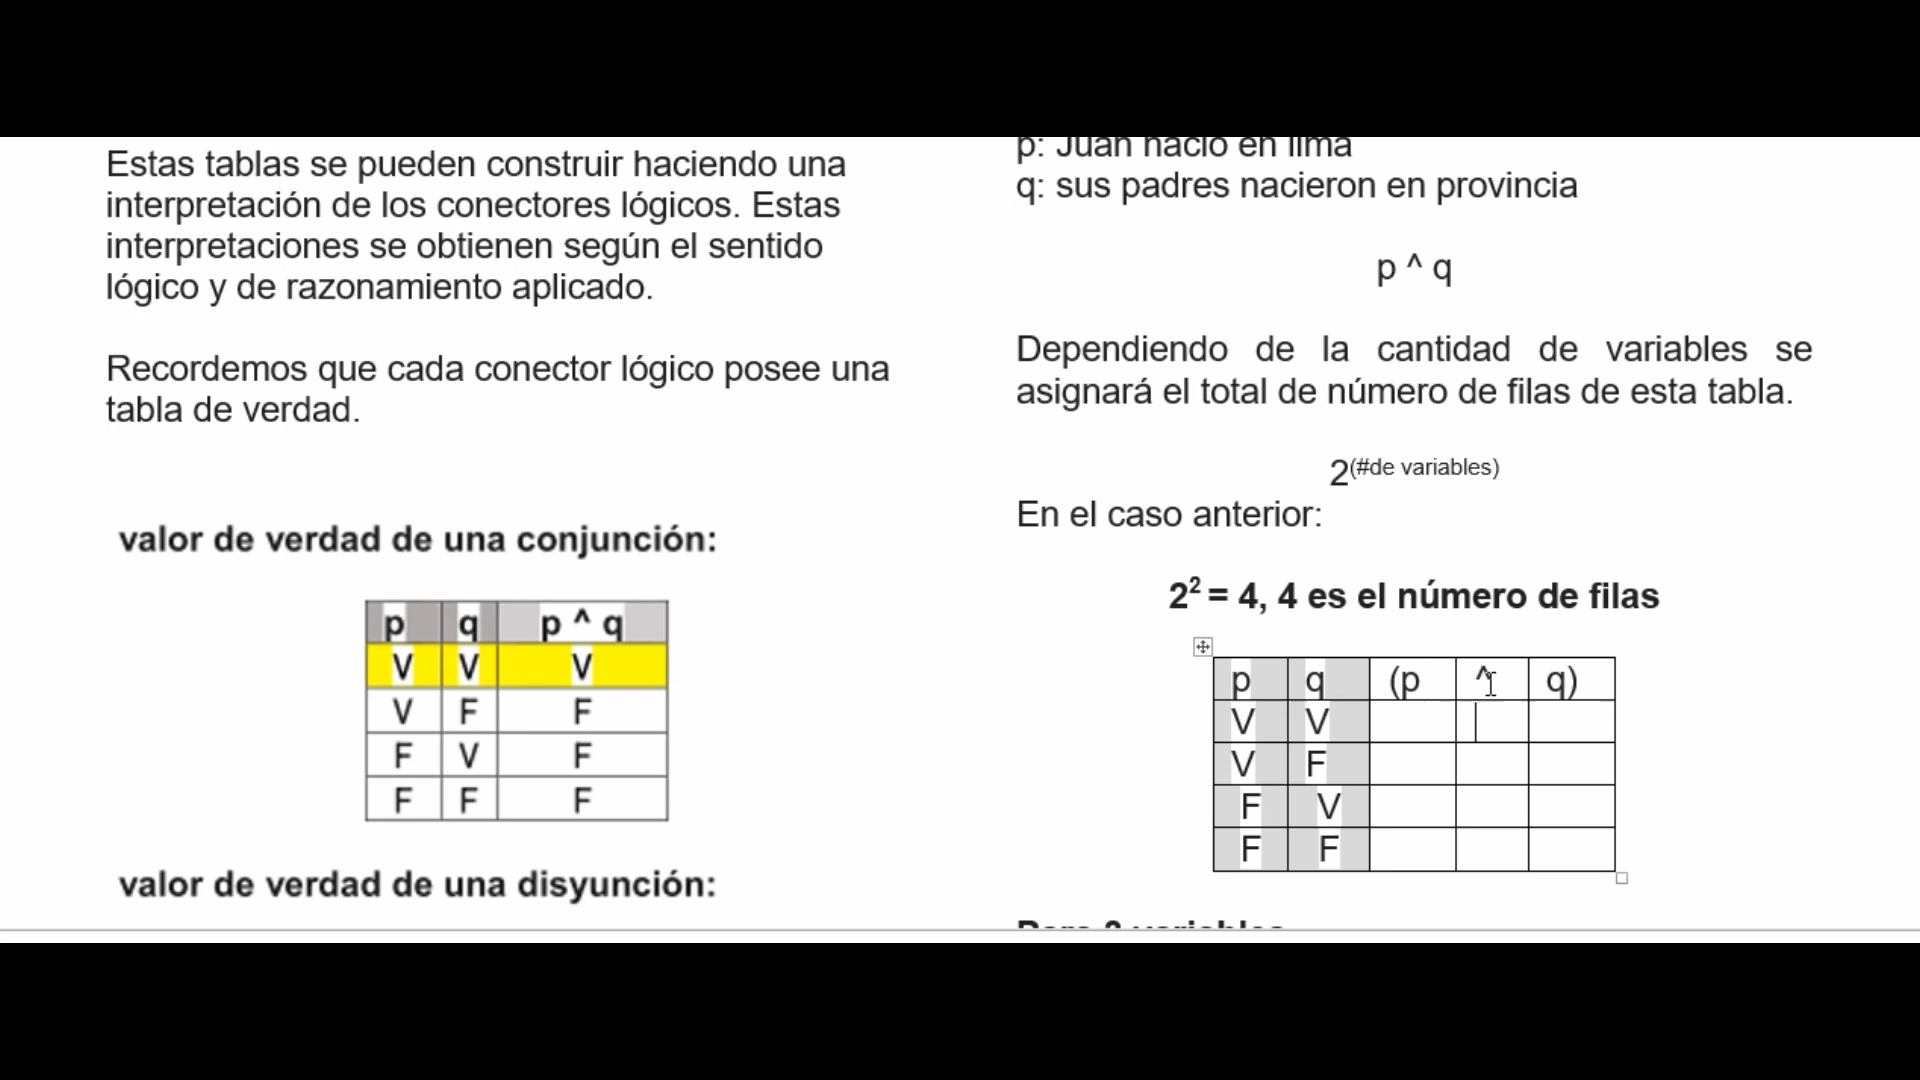 Estas tablas se pueden construir haciendo una
interpretación de los conectores lógicos. Estas
interpretaciones se obtienen según el sentido
lógico y de razonamiento aplicado.
Recordemos que cada conector lógico posee una
tabla de verdad.
valor de verdad de una conjunción:
p q p ^ q
V V V
V F F
F V F
F F F
valor de verdad de una disyunción:
p: Juan nació en lima
q: sus padres nacieron en provincia
p ^ q
Dependiendo de la cantidad de variables se
asignará el total de número de filas de esta tabla.
2(#de variables)
En el caso anterior:
2² = 4, 4 es el número de filas
p q (p ^ q)
V V
V F
F V
F F